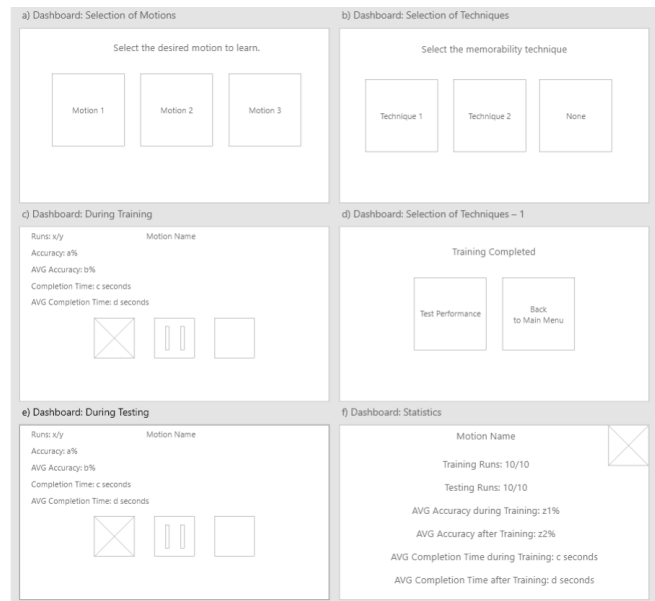 a) Dashboard: Selection of Motions
Select the desired motion to learn.
Motion 1
Motion 2
Motion 3
b) Dashboard: Selection of Techniques
Select the memorability technique
Technique 1
Technique 2
None
c) Dashboard: During Training
Runs: x/y
Motion Name
Accuracy: a%
AVG Accuracy: b%
Completion Time: c seconds
AVG Completion Time: d seconds
d) Dashboard: Selection of Techniques – 1
Training Completed
Test Performance
Back
to Main Menu
e) Dashboard: During Testing
Runs: x/y
Motion Name
Accuracy: a%
AVG Accuracy: b%
Completion Time: c seconds
AVG Completion Time: d seconds
f) Dashboard: Statistics
Motion Name
Training Runs: 10/10
Testing Runs: 10/10
AVG Accuracy during Training: z1%
AVG Accuracy after Training: z2%
AVG Completion Time during Training: c seconds
AVG Completion Time after Training: d seconds